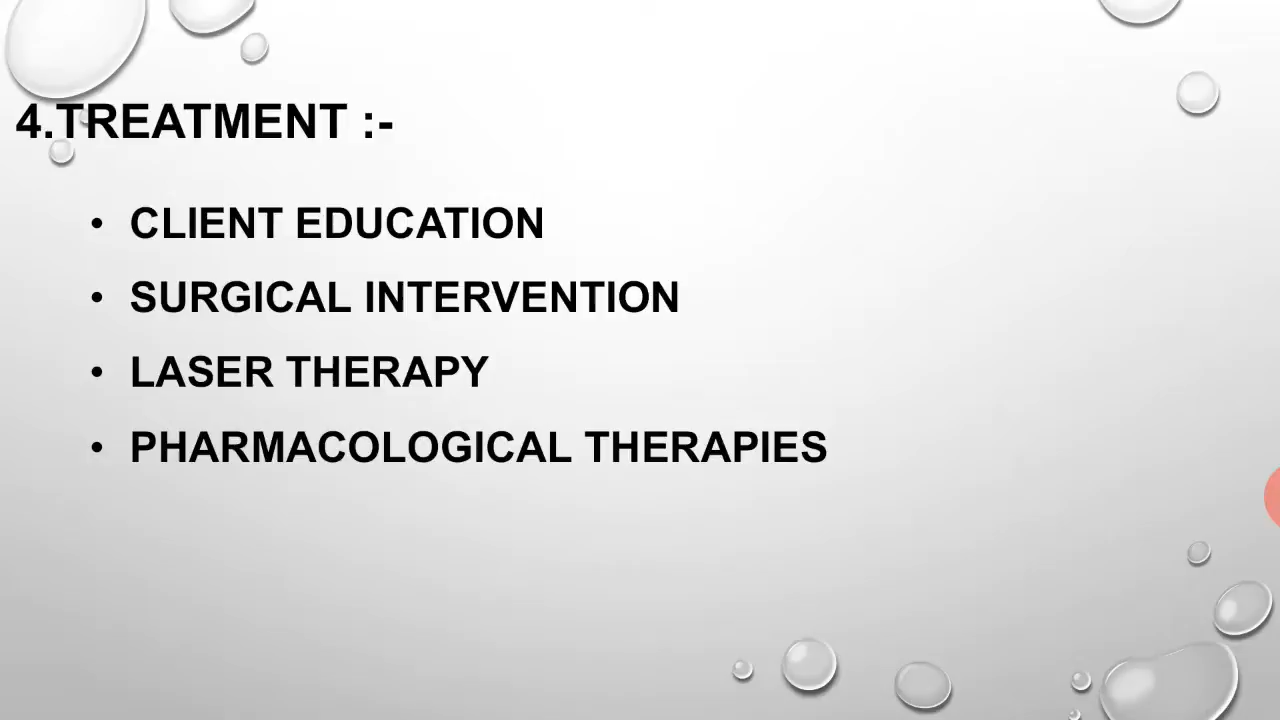 4.TREATMENT :-
• CLIENT EDUCATION
• SURGICAL INTERVENTION
• LASER THERAPY
• PHARMACOLOGICAL THERAPIES